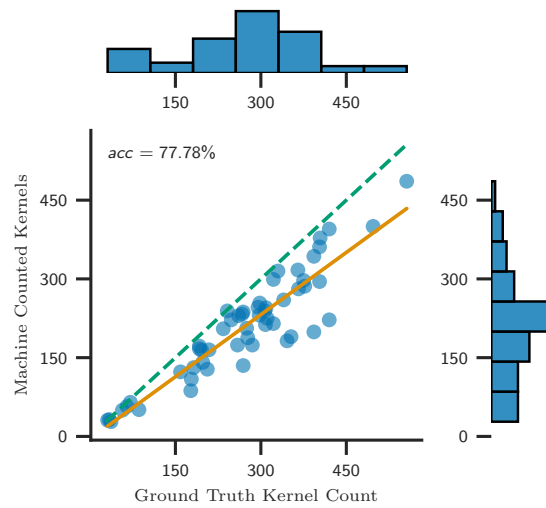 150 300 450
acc = 77.78%
Machine Counted Kernels
450 450
300 300
150 150
0 0
150 300 450
Ground Truth Kernel Count